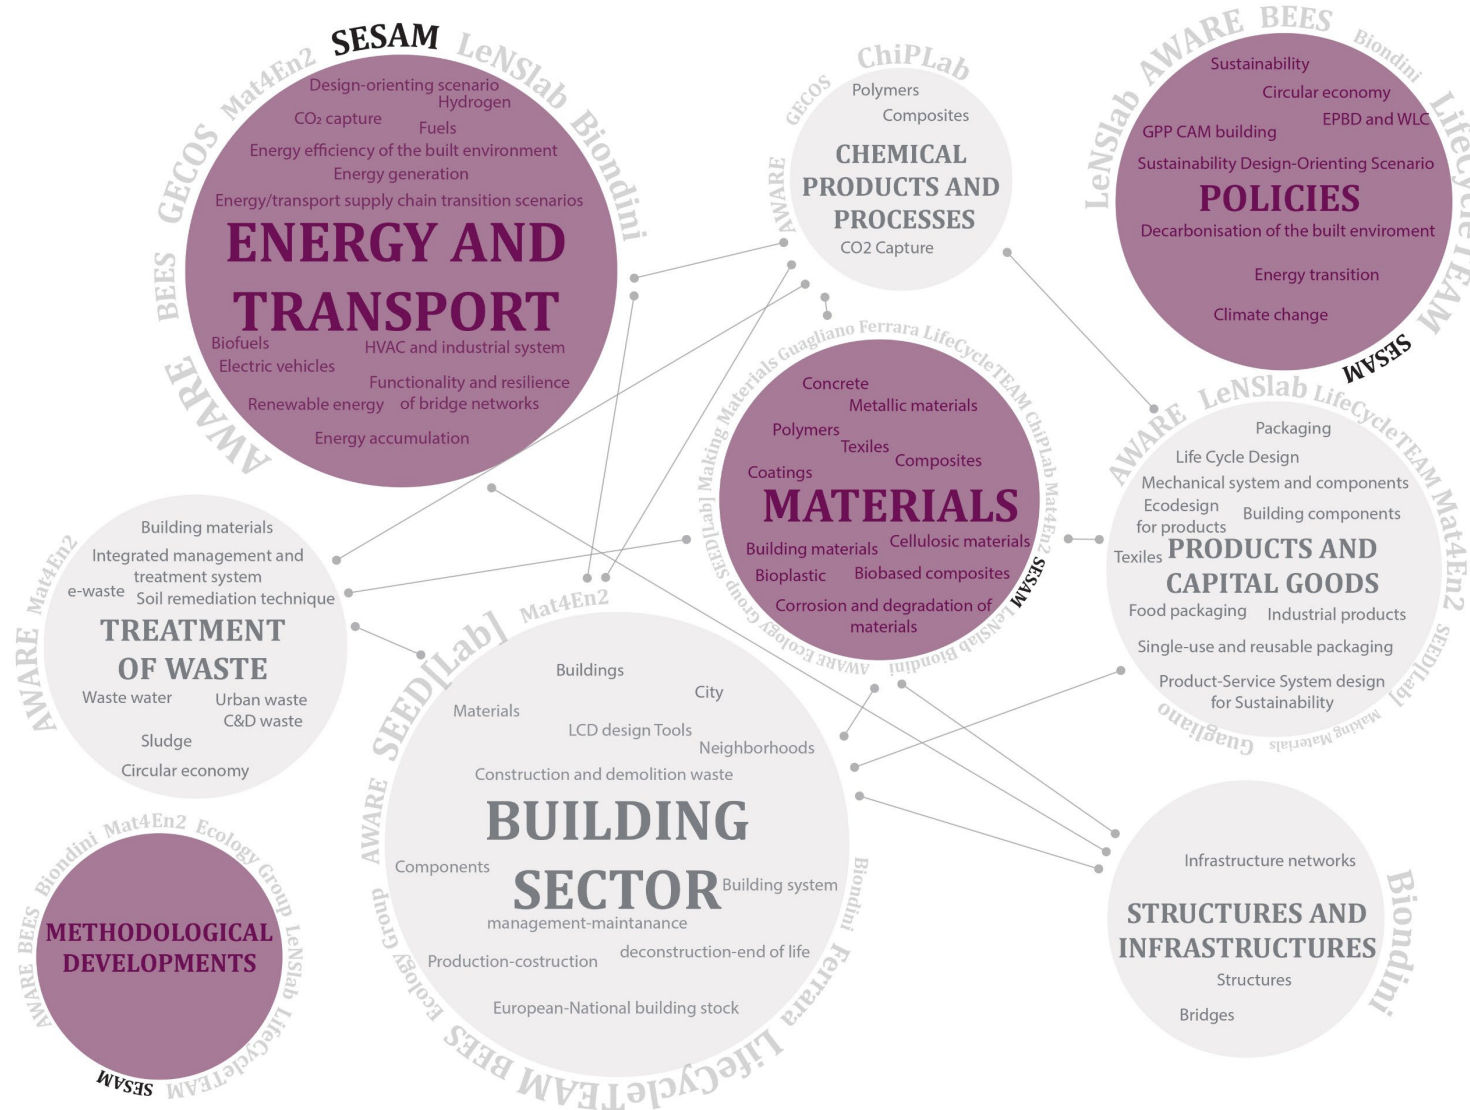 SESAM
LeNSlab
Biondini
Mat4En2
GECOS
BEES
AWARE
Design-orienting scenario
Hydrogen
CO₂ capture
Fuels
Energy efficiency of the built environment
Energy generation
Energy/transport supply chain transition scenarios
ENERGY AND
TRANSPORT
Biofuels
HVAC and industrial system
Electric vehicles
Functionality and resilience
Renewable energy
of bridge networks
Energy accumulation
AWARE
GECOS
ChiPLab
Polymers
Composites
CHEMICAL
PRODUCTS AND
PROCESSES
CO2 Capture
LeNSlab
AWARE
BEES
Biondini
LifeCycleTEAM
SESAM
Sustainability
Circular economy
EPBD and WLC
GPP CAM building
Sustainability Design-Orienting Scenario
POLICIES
Decarbonisation of the built enviroment
Energy transition
Climate change
AWARE Ecology Group SEED[Lab] Making Materials Guagliano Ferrara LifeCycleTEAM ChiPLab Mat4En2 SESAM LeNSlab Biondini
Concrete
Metallic materials
Polymers
Texiles
Composites
Coatings
MATERIALS
Building materials
Cellulosic materials
Bioplastic
Biobased composites
Corrosion and degradation of
materials
AWARE LeNSlab LifeCycleTEAM Mat4En2 SEED[Lab] Making Materials Guagliano
Packaging
Life Cycle Design
Mechanical system and components
Ecodesign
for products
Building components
Texiles
PRODUCTS AND
CAPITAL GOODS
Food packaging
Industrial products
Single-use and reusable packaging
Product-Service System design
for Sustainability
AWARE Mat4En2
Building materials
Integrated management and
treatment system
e-waste
Soil remediation technique
TREATMENT
OF WASTE
Waste water
Urban waste
C&D waste
Sludge
Circular economy
AWARE SEED[Lab] Mat4En2
Biondini Ferrara LifeCycleTEAM BEES Ecology Group
Buildings
City
Materials
LCD design Tools
Neighborhoods
Construction and demolition waste
BUILDING
SECTOR
Components
Building system
management-maintanance
deconstruction-end of life
Production-costruction
European-National building stock
AWARE BEES Biondini Mat4En2 Ecology Group LeNSlab LifeCycleTEAM SESAM
METHODOLOGICAL
DEVELOPMENTS
Biondini
Infrastructure networks
STRUCTURES AND
INFRASTRUCTURES
Structures
Bridges